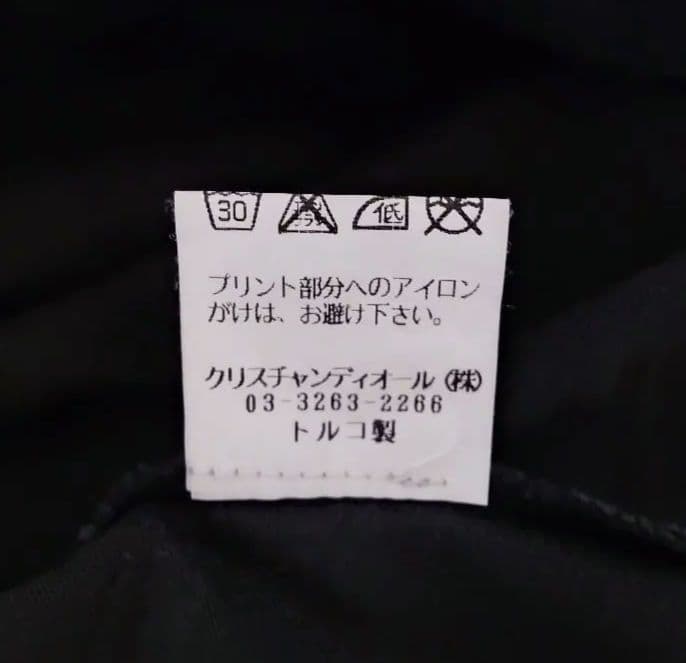 30 低
プリント部分へのアイロン
がけは、お避け下さい。
クリスチャンディオール㈱
03-3263-2266
トルコ製